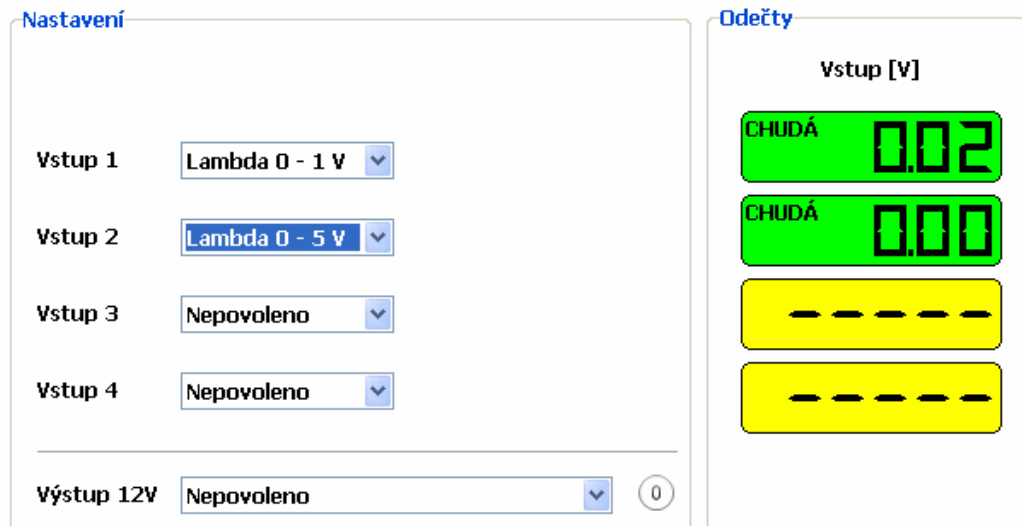 Nastavení
Vstup 1 Lambda 0 - 1 V
Vstup 2 Lambda 0 - 5 V
Vstup 3 Nepovoleno
Vstup 4 Nepovoleno
Výstup 12V Nepovoleno 0
Odečty
Vstup [V]
CHUDÁ 0.02
CHUDÁ 0.00
- - - - -
- - - - -